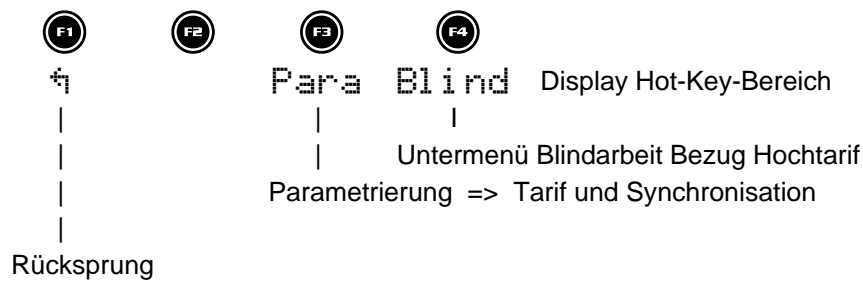 F1 F2 F3 F4
↰ Para Blind Display Hot-Key-Bereich
Untermenü Blindarbeit Bezug Hochtarif
Parametrierung => Tarif und Synchronisation
Rücksprung